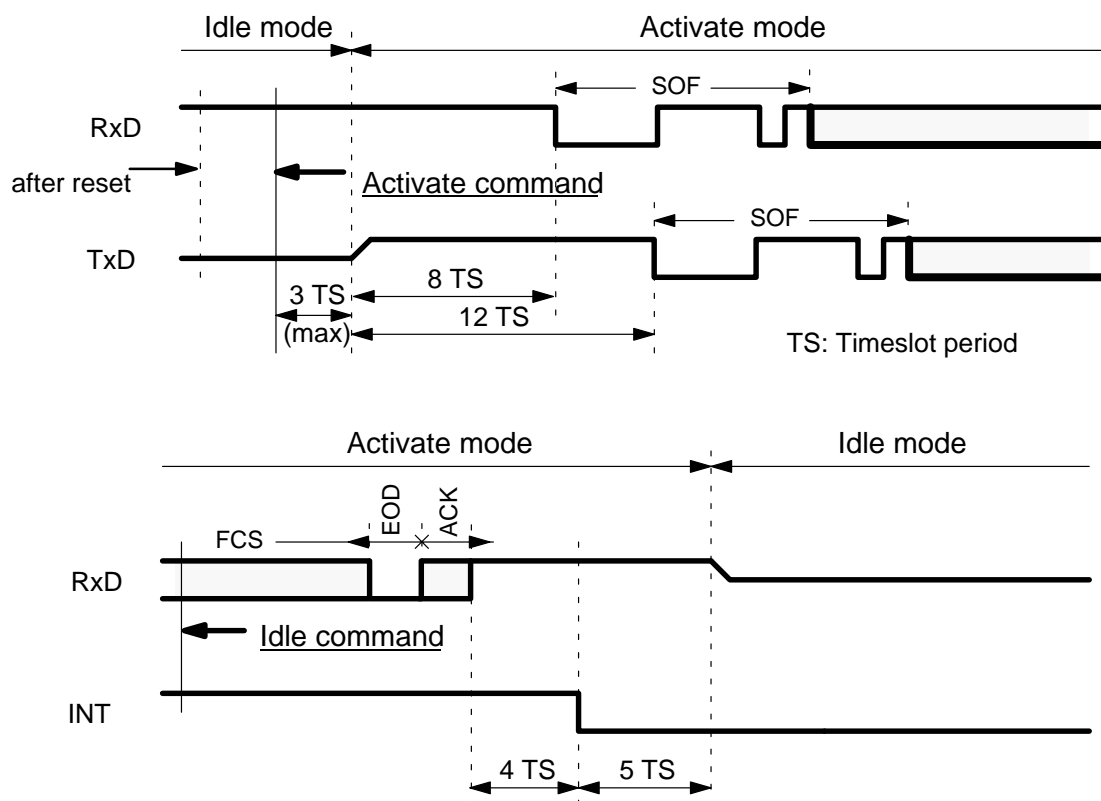 Idle mode
Activate mode
SOF
RxD
after reset
Activate command
SOF
TxD
8 TS
3 TS
(max)
12 TS
TS: Timeslot period
Activate mode
Idle mode
EOD
ACK
FCS
RxD
Idle command
INT
4 TS
5 TS